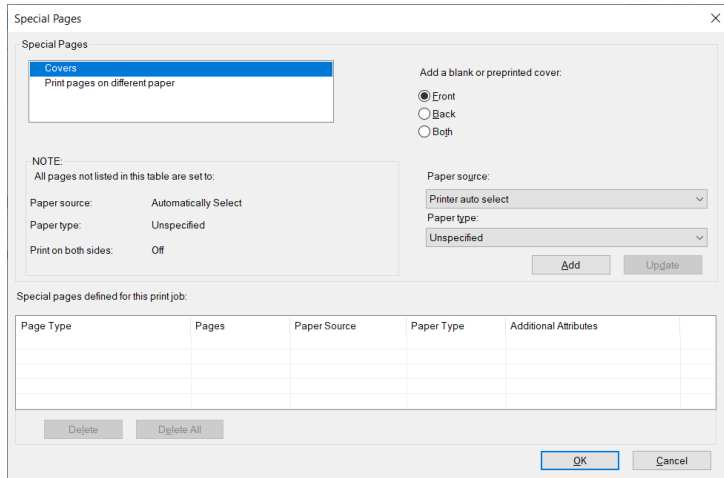 Special Pages
Special Pages
Covers
Print pages on different paper
Add a blank or preprinted cover:
Front
Back
Both
NOTE:
All pages not listed in this table are set to:
Paper source: Automatically Select
Paper type: Unspecified
Print on both sides: Off
Paper source:
Printer auto select
Paper type:
Unspecified
Add Update
Special pages defined for this print job:
Page Type Pages Paper Source Paper Type Additional Attributes
Delete Delete All
OK Cancel